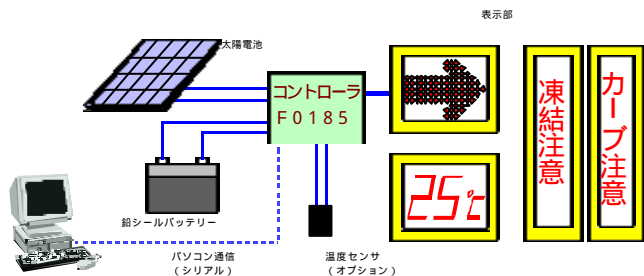 表示部
太陽電池
コントローラ
F0185
凍結注意
カーブ注意
25℃
鉛シールバッテリー
パソコン通信
(シリアル)
温度センサ
(オプション)